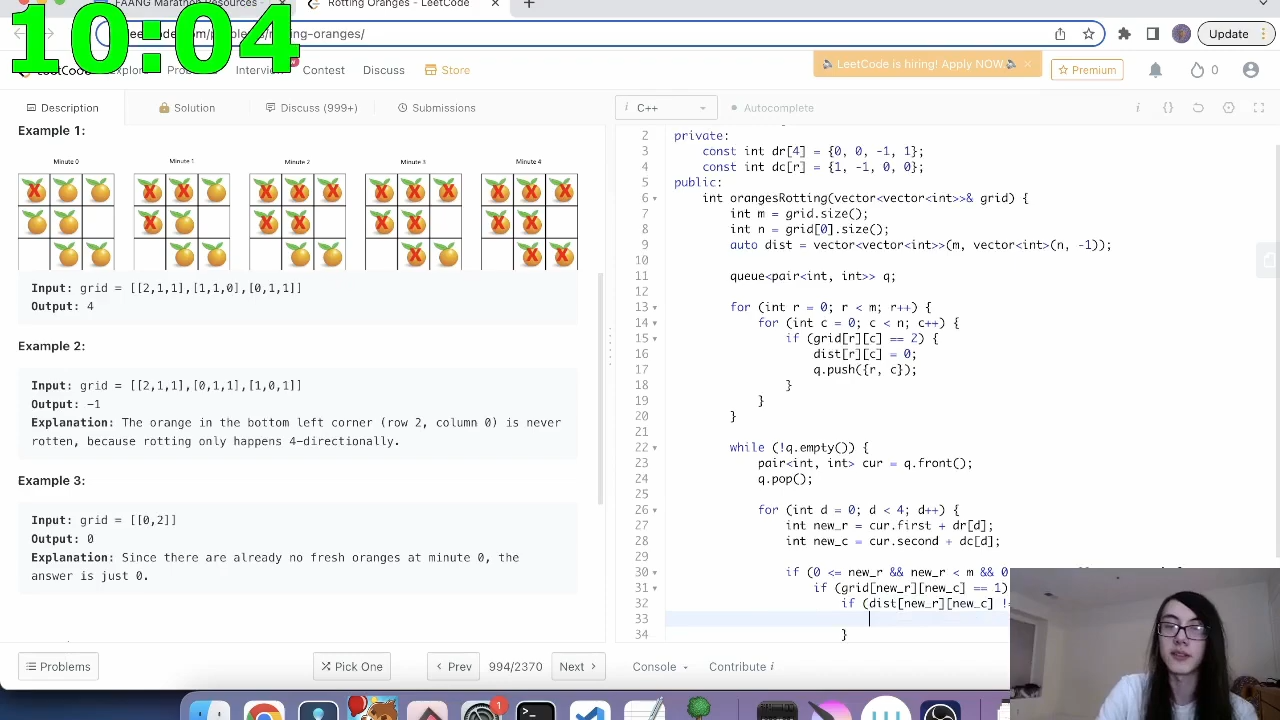 FAANG Marathon Resources -
Rotting Oranges - LeetCode
10:04
leetcode.com/problems/rotting-oranges/
Update
LeetCode
Explore
Problems
Interview
Contest
Discuss
Store
LeetCode is hiring! Apply NOW.
Premium
0
Description
Solution
Discuss (999+)
Submissions
i C++
Autocomplete
Example 1:
Minute 0 Minute 1 Minute 2 Minute 3 Minute 4
Input: grid = [[2,1,1],[1,1,0],[0,1,1]]
Output: 4
Example 2:
Input: grid = [[2,1,1],[0,1,1],[1,0,1]]
Output: -1
Explanation: The orange in the bottom left corner (row 2, column 0) is never
rotten, because rotting only happens 4-directionally.
Example 3:
Input: grid = [[0,2]]
Output: 0
Explanation: Since there are already no fresh oranges at minute 0, the
answer is just 0.
2 private:
3 const int dr[4] = {0, 0, -1, 1};
4 const int dc[r] = {1, -1, 0, 0};
5 public:
6 int orangesRotting(vector<vector<int>>& grid) {
7 int m = grid.size();
8 int n = grid[0].size();
9 auto dist = vector<vector<int>>(m, vector<int>(n, -1));
10
11 queue<pair<int, int>> q;
12
13 for (int r = 0; r < m; r++) {
14 for (int c = 0; c < n; c++) {
15 if (grid[r][c] == 2) {
16 dist[r][c] = 0;
17 q.push({r, c});
18 }
19 }
20 }
21
22 while (!q.empty()) {
23 pair<int, int> cur = q.front();
24 q.pop();
25
26 for (int d = 0; d < 4; d++) {
27 int new_r = cur.first + dr[d];
28 int new_c = cur.second + dc[d];
29
30 if (0 <= new_r && new_r < m && 0
31 if (grid[new_r][new_c] == 1)
32 if (dist[new_r][new_c] !=
33
34 }
Problems
Pick One
Prev
994/2370
Next
Console
Contribute i
1